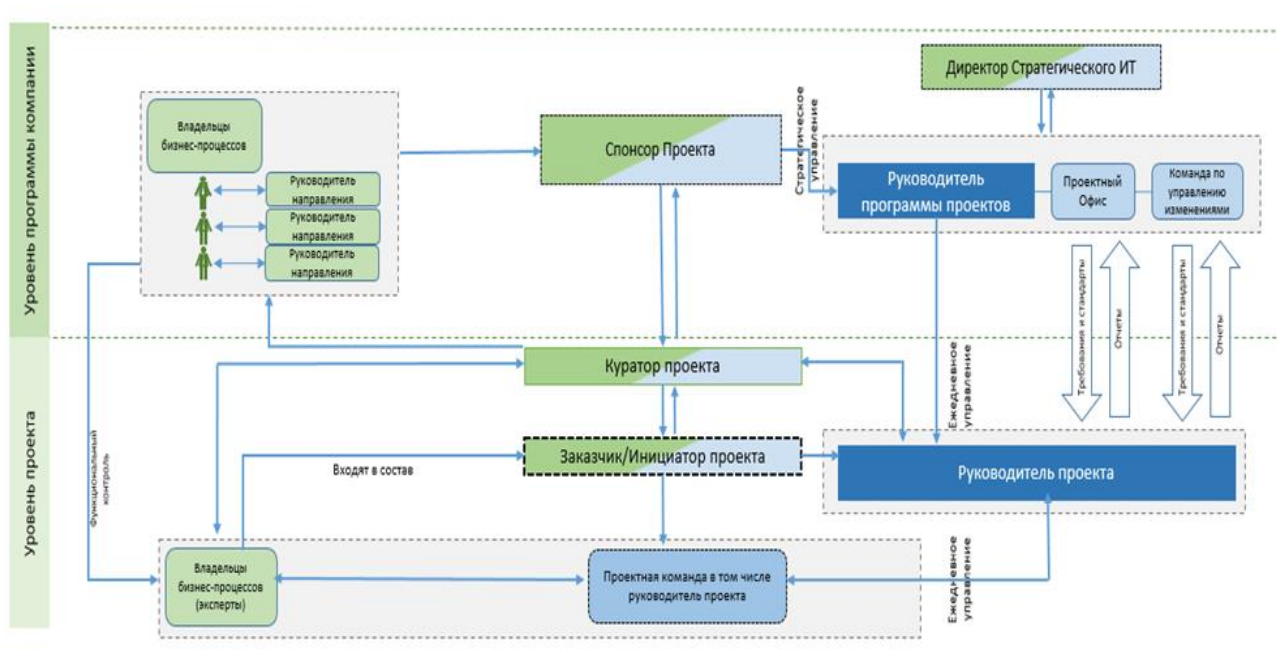 Уровень программы компании
Директор Стратегического ИТ
Владельцы
бизнес-процессов
Руководитель
направления
Руководитель
направления
Руководитель
направления
Спонсор Проекта
Стратегическое
управление
Руководитель
программы проектов
Проектный
Офис
Команда по
управлению
изменениями
Требования и стандарты
Отчеты
Требования и стандарты
Отчеты
Уровень проекта
Куратор проекта
Ежедневное
управление
Функциональный
контроль
Входят в состав
Заказчик/Инициатор проекта
Руководитель проекта
Владельцы
бизнес-процессов
(эксперты)
Проектная команда в том числе
руководитель проекта
Ежедневное
управление